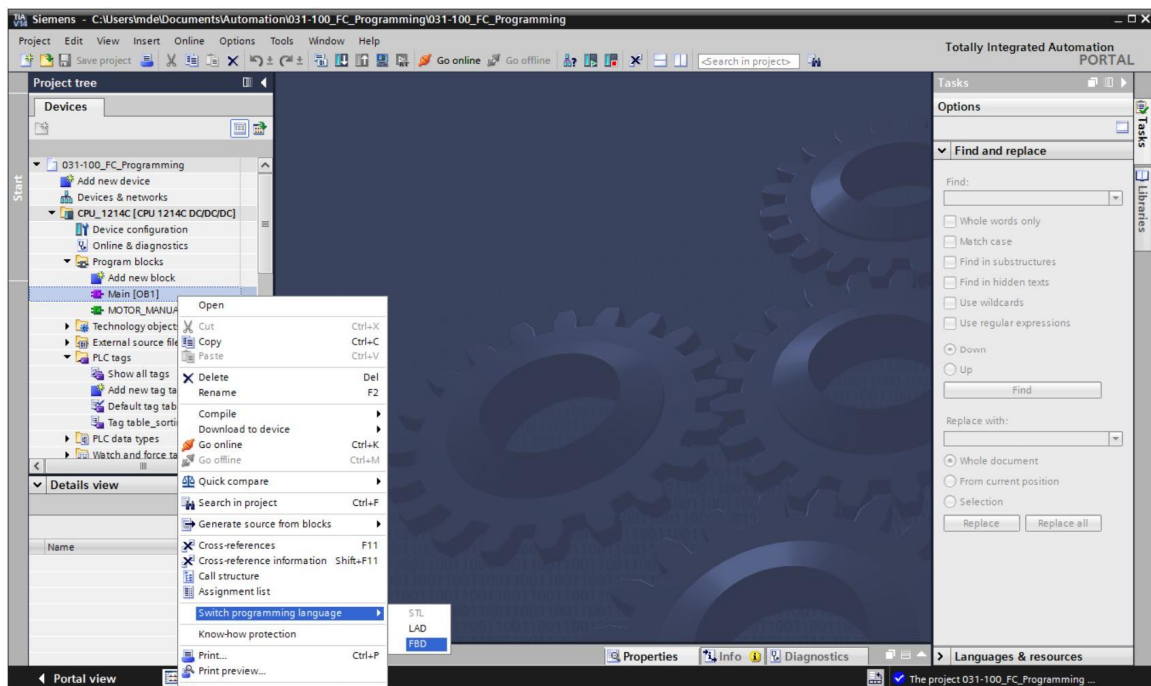 TIA V14 Siemens - C:\Users\mde\Documents\Automation\031-100_FC_Programming\031-100_FC_Programming
Project Edit View Insert Online Options Tools Window Help
Totally Integrated Automation
PORTAL
Save project Go online Go offline <Search in project>
Project tree
Devices
Start
031-100_FC_Programming
Add new device
Devices & networks
CPU_1214C [CPU 1214C DC/DC/DC]
Device configuration
Online & diagnostics
Program blocks
Add new block
Main [OB1]
MOTOR_MANUA
Technology object
External source file
PLC tags
Show all tags
Add new tag ta
Default tag tab
Tag table_sorti
PLC data types
Watch and force ta
Details view
Name
Open
Cut Ctrl+X
Copy Ctrl+C
Paste Ctrl+V
Delete Del
Rename F2
Compile
Download to device
Go online Ctrl+K
Go offline Ctrl+M
Quick compare
Search in project Ctrl+F
Generate source from blocks
Cross-references F11
Cross-reference information Shift+F11
Call structure
Assignment list
Switch programming language
Know-how protection
Print... Ctrl+P
Print preview...
STL
LAD
FBD
Tasks
Options
Find and replace
Find:
Whole words only
Match case
Find in substructures
Find in hidden texts
Use wildcards
Use regular expressions
Down
Up
Find
Replace with:
Whole document
From current position
Selection
Replace Replace all
Languages & resources
Tasks
Libraries
Properties Info Diagnostics
Portal view
The project 031-100_FC_Programming ...